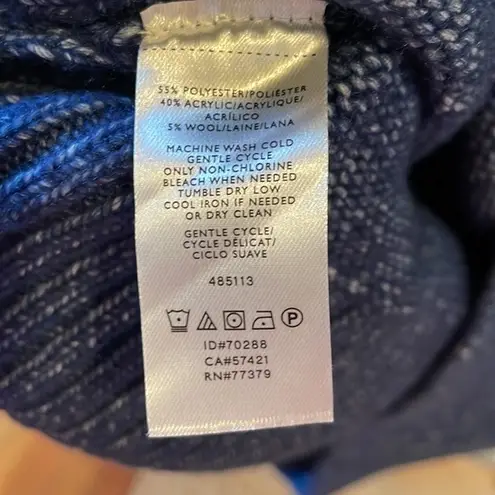 55% POLYESTER/POLIÉSTER
40% ACRYLIC/ACRYLIQUE/
ACRÍLICO
5% WOOL/LAINE/LANA
MACHINE WASH COLD
GENTLE CYCLE
ONLY NON-CHLORINE
BLEACH WHEN NEEDED
TUMBLE DRY LOW
COOL IRON IF NEEDED
OR DRY CLEAN
GENTLE CYCLE/
CYCLE DÉLICAT/
CICLO SUAVE
485113
P
ID#70288
CA#57421
RN#77379